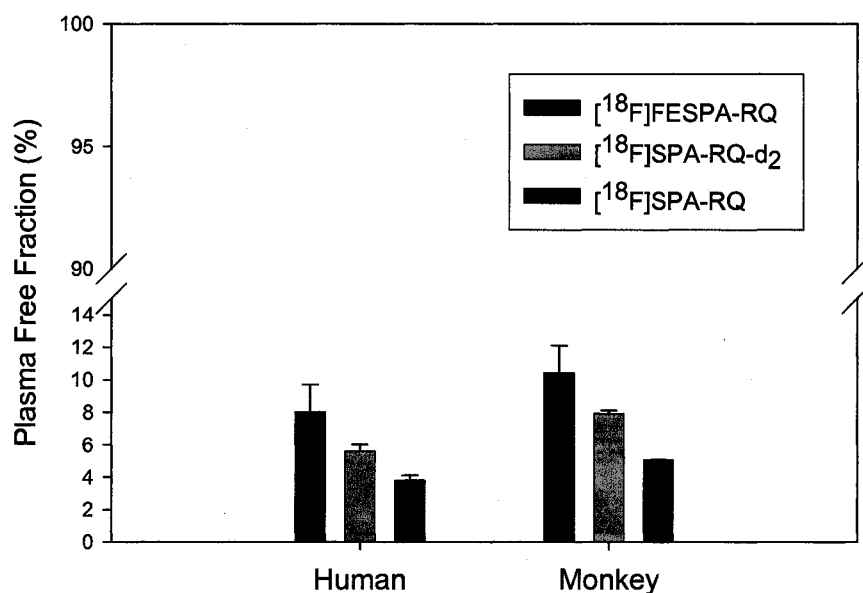 100
95
90
14
12
10
8
6
4
2
0
Plasma Free Fraction (%)
[¹⁸F]FESPA-RQ
[¹⁸F]SPA-RQ-d₂
[¹⁸F]SPA-RQ
Human Monkey